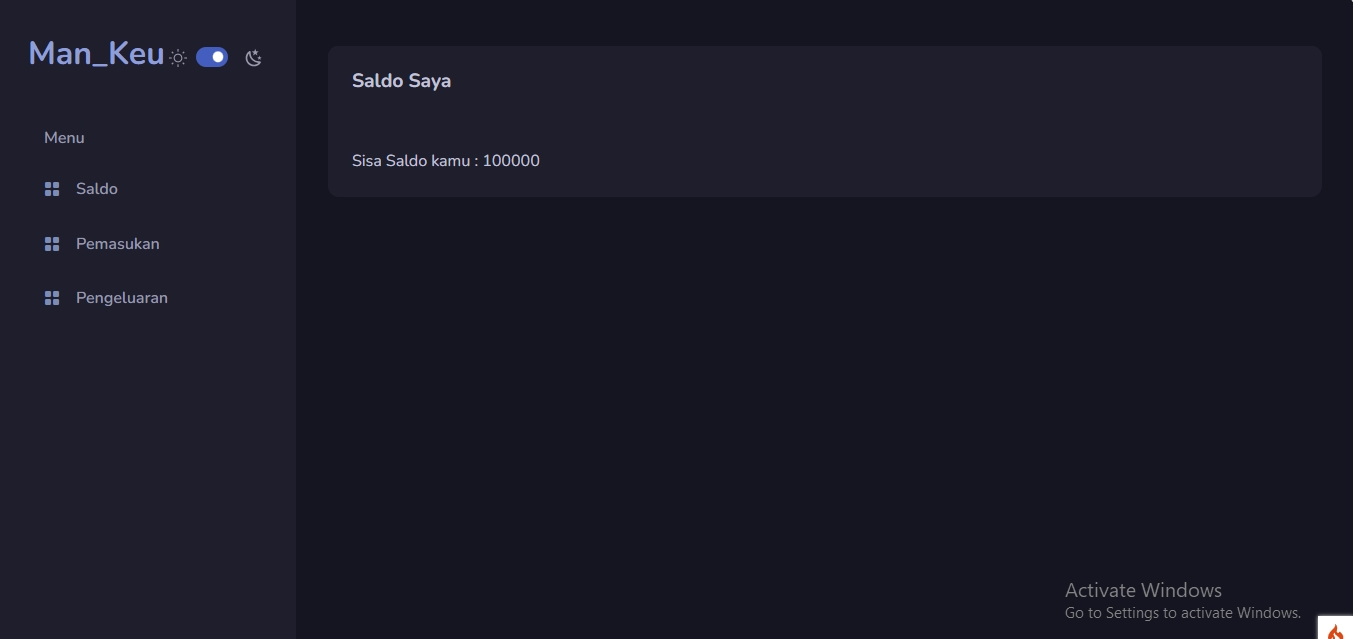 Man_Keu
Menu
Saldo
Pemasukan
Pengeluaran
Saldo Saya
Sisa Saldo kamu : 100000
Activate Windows
Go to Settings to activate Windows.